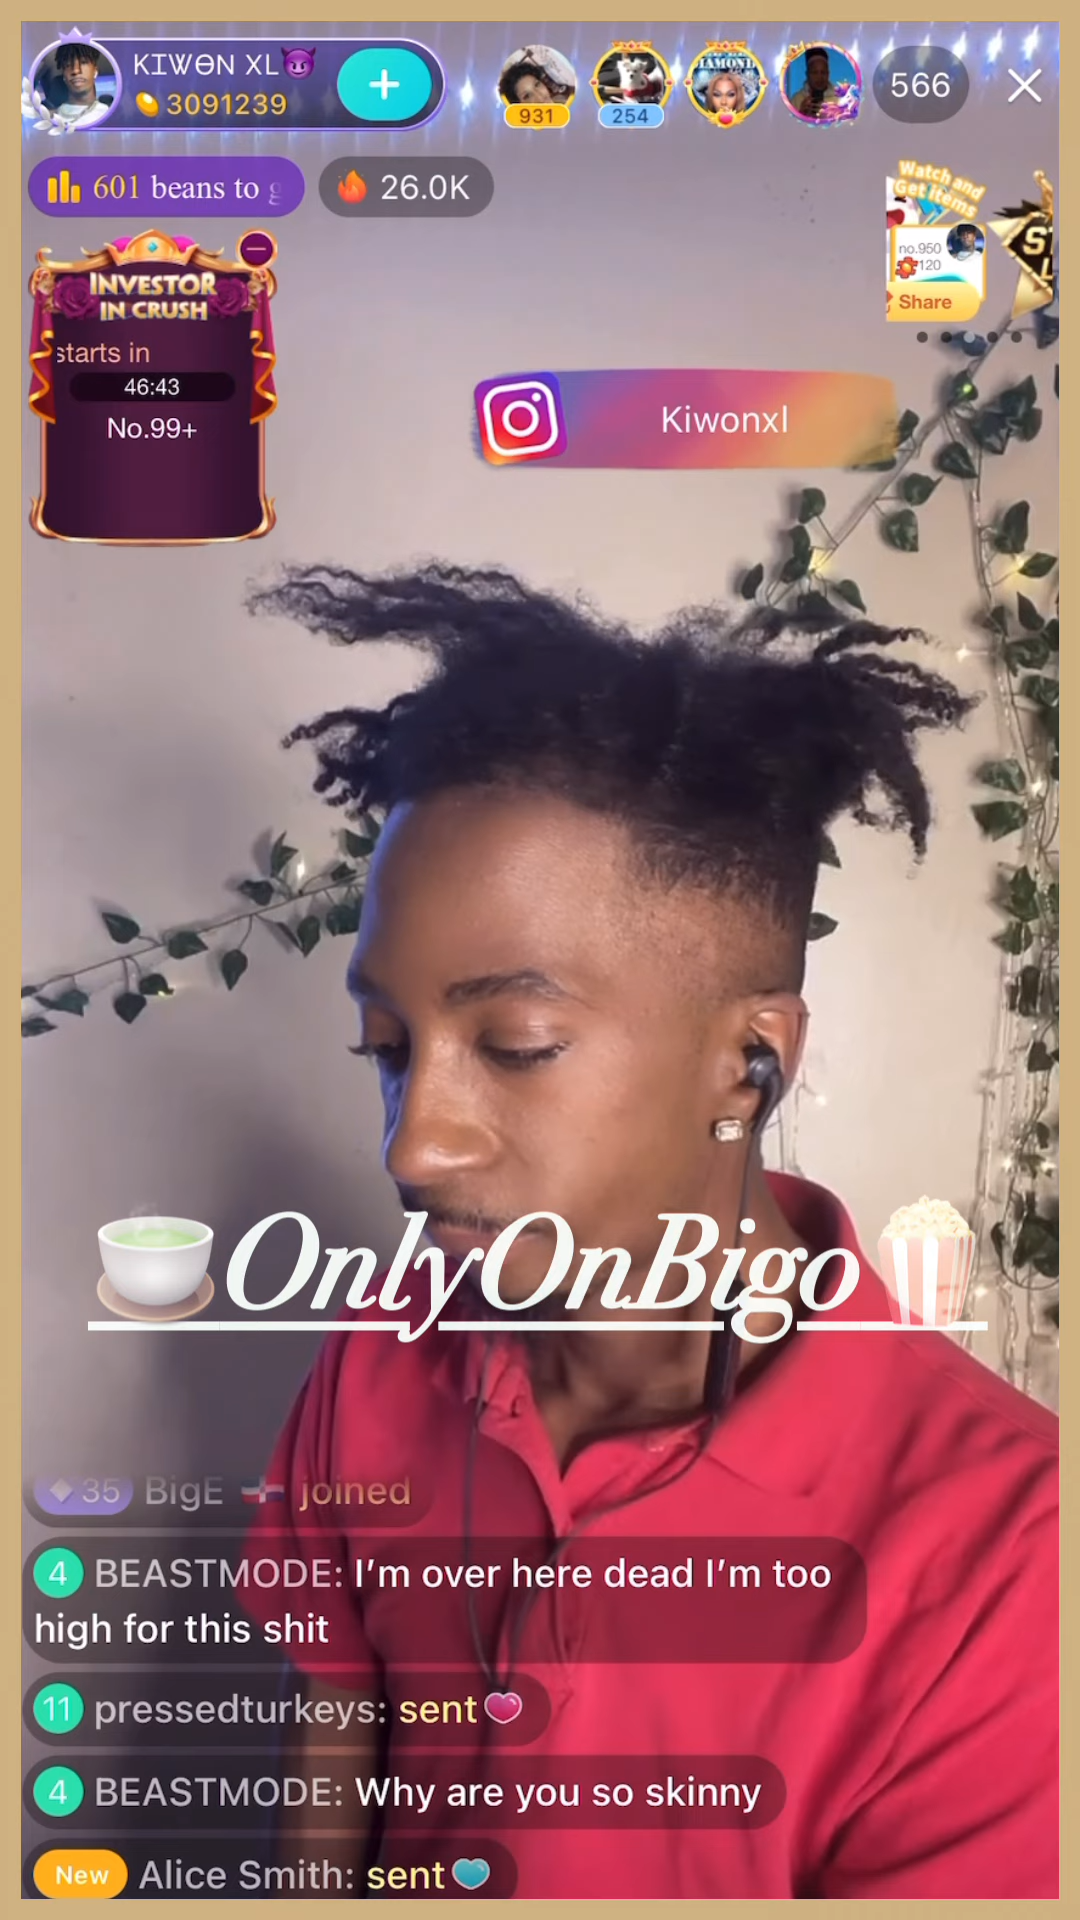 KIWƟN XL😈
3091239
931
254
DIAMOND
566
601 beans to g
26.0K
Watch and
Get Items
no.950
120
Share
INVESTOR
IN CRUSH
starts in
46:43
No.99+
Kiwonxl
🍵OnlyOnBigo🍿
35 BigE 🇩🇴 joined
4 BEASTMODE: I’m over here dead I’m too
high for this shit
11 pressedturkeys: sent
4 BEASTMODE: Why are you so skinny
New Alice Smith: sent